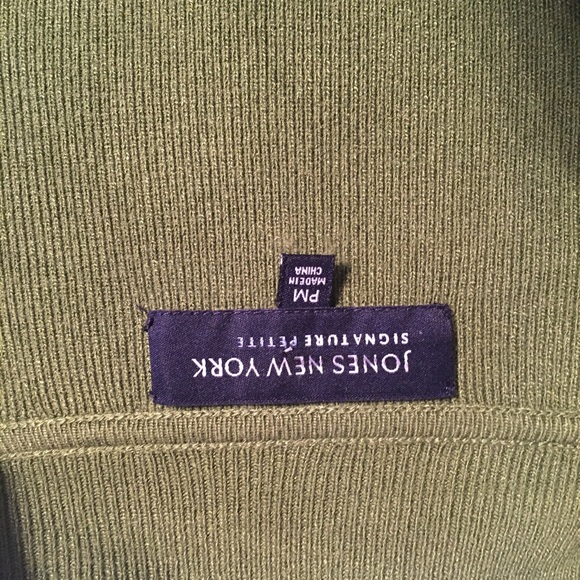 JONES NEW YORK
SIGNATURE PETITE
PM
MADE IN
CHINA